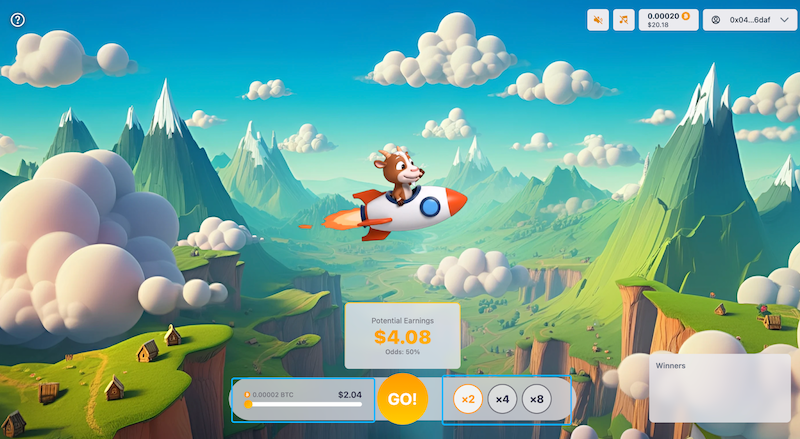 ?
0.00020
$20.18
0x04...6daf
Potential Earnings
$4.08
Odds: 50%
0.00002 BTC
$2.04
GO!
×2
×4
×8
Winners